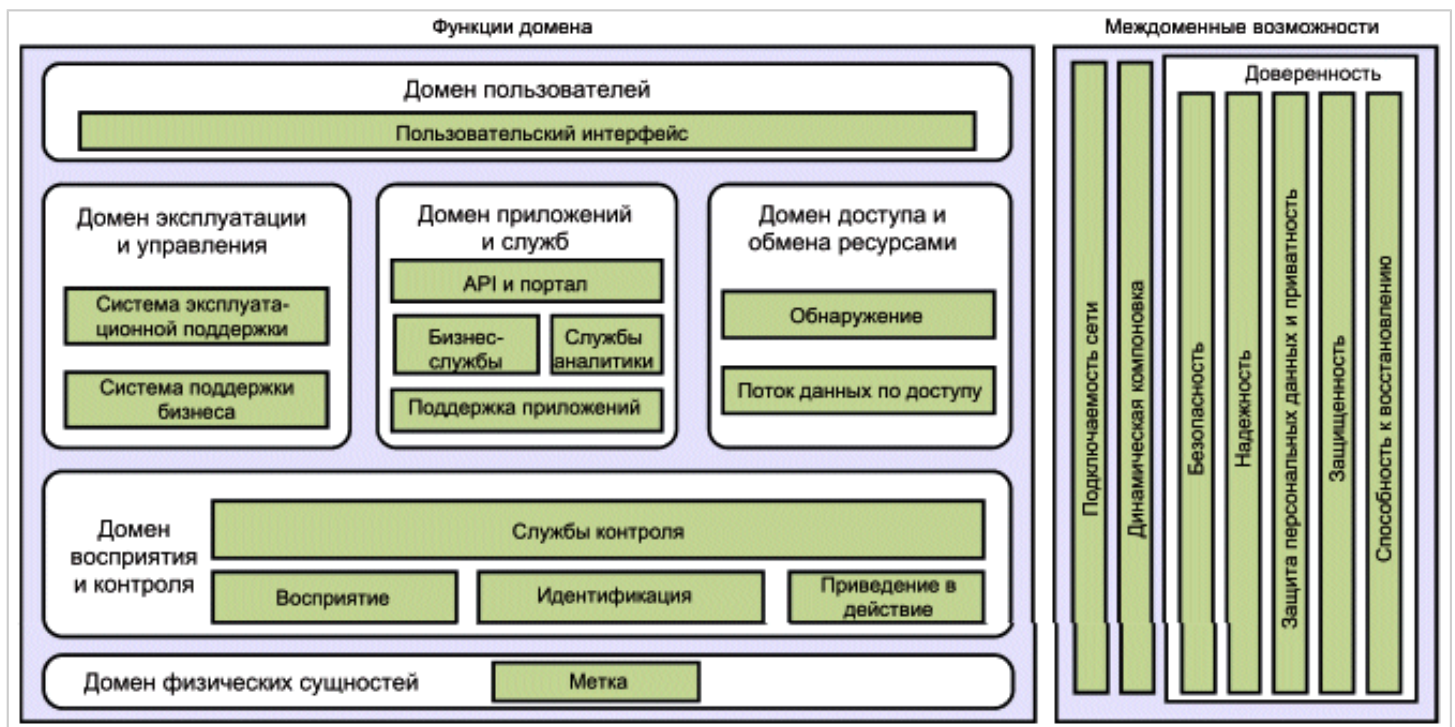 Функции домена
Домен пользователей
Пользовательский интерфейс
Домен эксплуатации
и управления
Система эксплуата-
ционной поддержки
Система поддержки
бизнеса
Домен приложений
и служб
API и портал
Бизнес-
службы
Службы
аналитики
Поддержка приложений
Домен доступа и
обмена ресурсами
Обнаружение
Поток данных по доступу
Домен
восприятия
и контроля
Службы контроля
Восприятие
Идентификация
Приведение в
действие
Домен физических сущностей
Метка
Междоменные возможности
Подключаемость сети
Динамическая компоновка
Доверенность
Безопасность
Надежность
Защита персональных данных и приватность
Защищенность
Способность к восстановлению